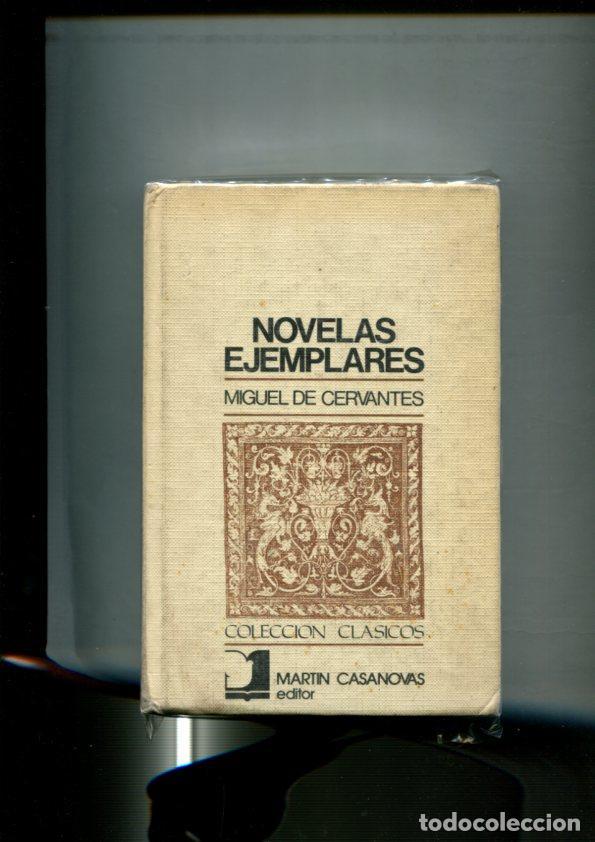 NOVELAS
EJEMPLARES
MIGUEL DE CERVANTES
COLECCION CLASICOS
MARTIN CASANOVAS
editor
todocoleccion